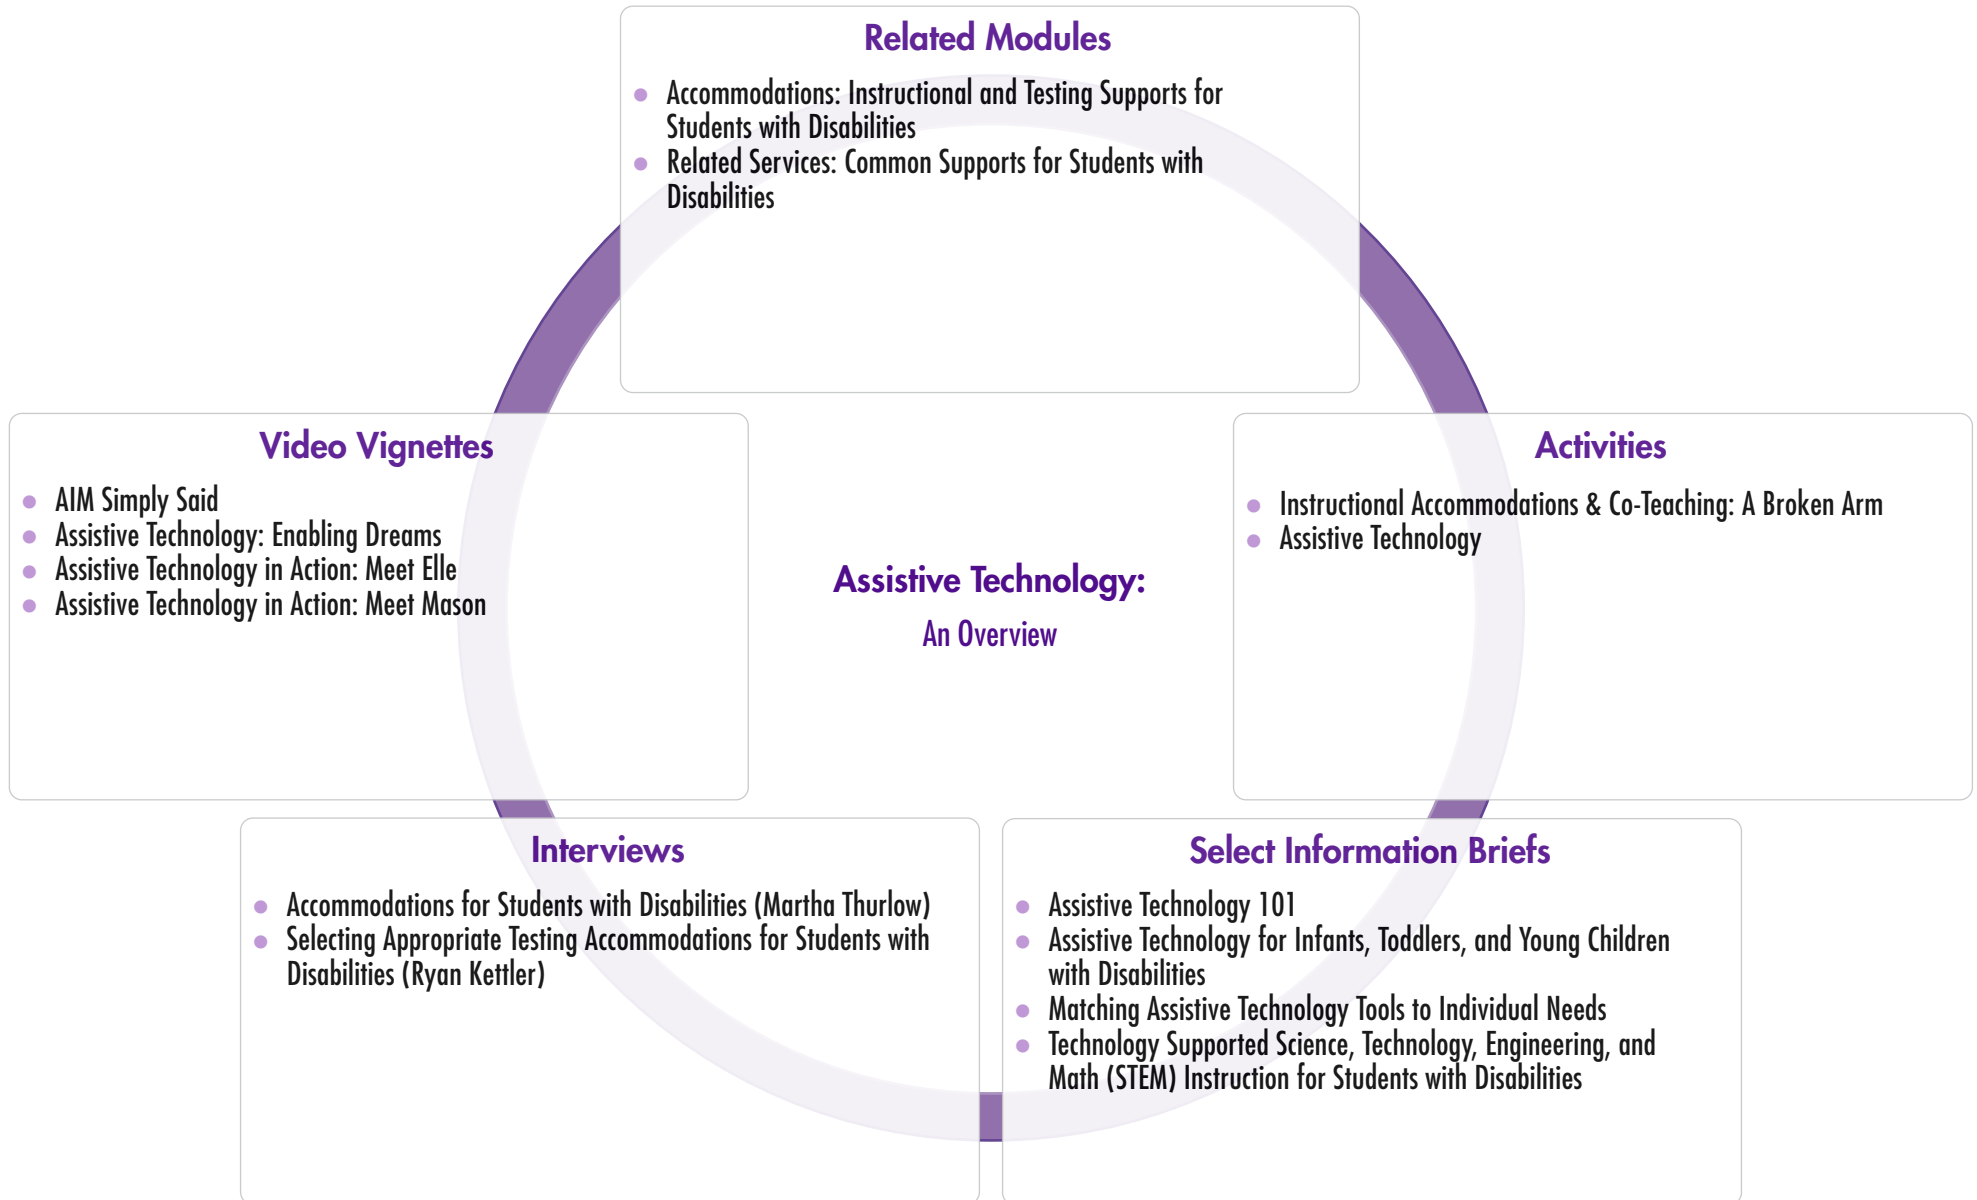 Related Modules
Accommodations: Instructional and Testing Supports for
Students with Disabilities
Related Services: Common Supports for Students with
Disabilities
Video Vignettes
AIM Simply Said
Assistive Technology: Enabling Dreams
Assistive Technology in Action: Meet Elle
Assistive Technology in Action: Meet Mason
Assistive Technology:
An Overview
Activities
Instructional Accommodations & Co-Teaching: A Broken Arm
Assistive Technology
Interviews
Accommodations for Students with Disabilities (Martha Thurlow)
Selecting Appropriate Testing Accommodations for Students with
Disabilities (Ryan Kettler)
Select Information Briefs
Assistive Technology 101
Assistive Technology for Infants, Toddlers, and Young Children
with Disabilities
Matching Assistive Technology Tools to Individual Needs
Technology Supported Science, Technology, Engineering, and
Math (STEM) Instruction for Students with Disabilities